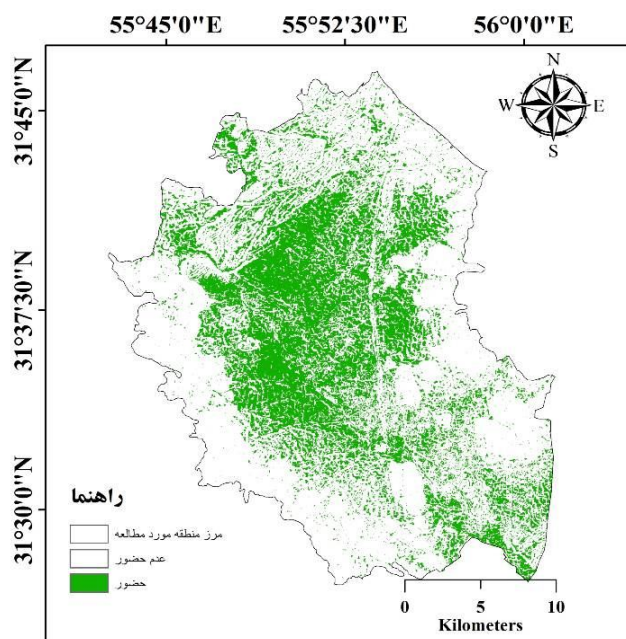 55°45'0"E 55°52'30"E 56°0'0"E
N
W E
S
31°45'0"N
31°37'30"N
31°30'0"N
راهنما
مرز منطقه مورد مطالعه
عدم حضور
حضور
0 5 10
Kilometers